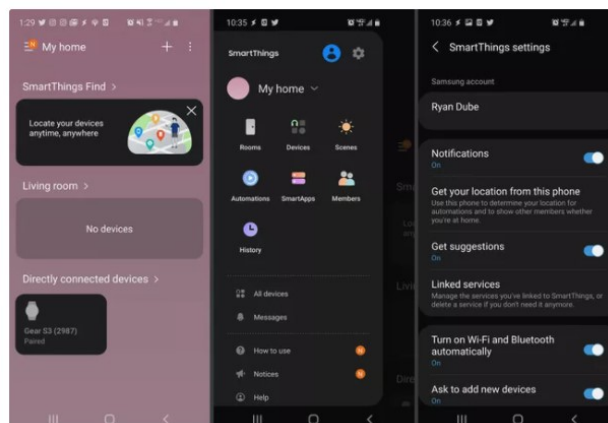 1:29
My home
SmartThings Find >
Locate your devices
anytime, anywhere
Living room >
No devices
Directly connected devices >
Gear S3 (2987)
Paired
10:35
SmartThings
My home
Rooms
Devices
Scenes
Automations
SmartApps
Members
History
All devices
Messages
How to use
N
Notices
N
Help
10:36
SmartThings settings
Samsung account
Ryan Dube
Notifications
On
Get your location from this phone
Use this phone to determine your location for
automations and to show other members whether
you're at home.
Get suggestions
On
Linked services
Manage the services you've linked to SmartThings, or
delete a service if you don't need it anymore.
Turn on Wi-Fi and Bluetooth
automatically
On
Ask to add new devices
On